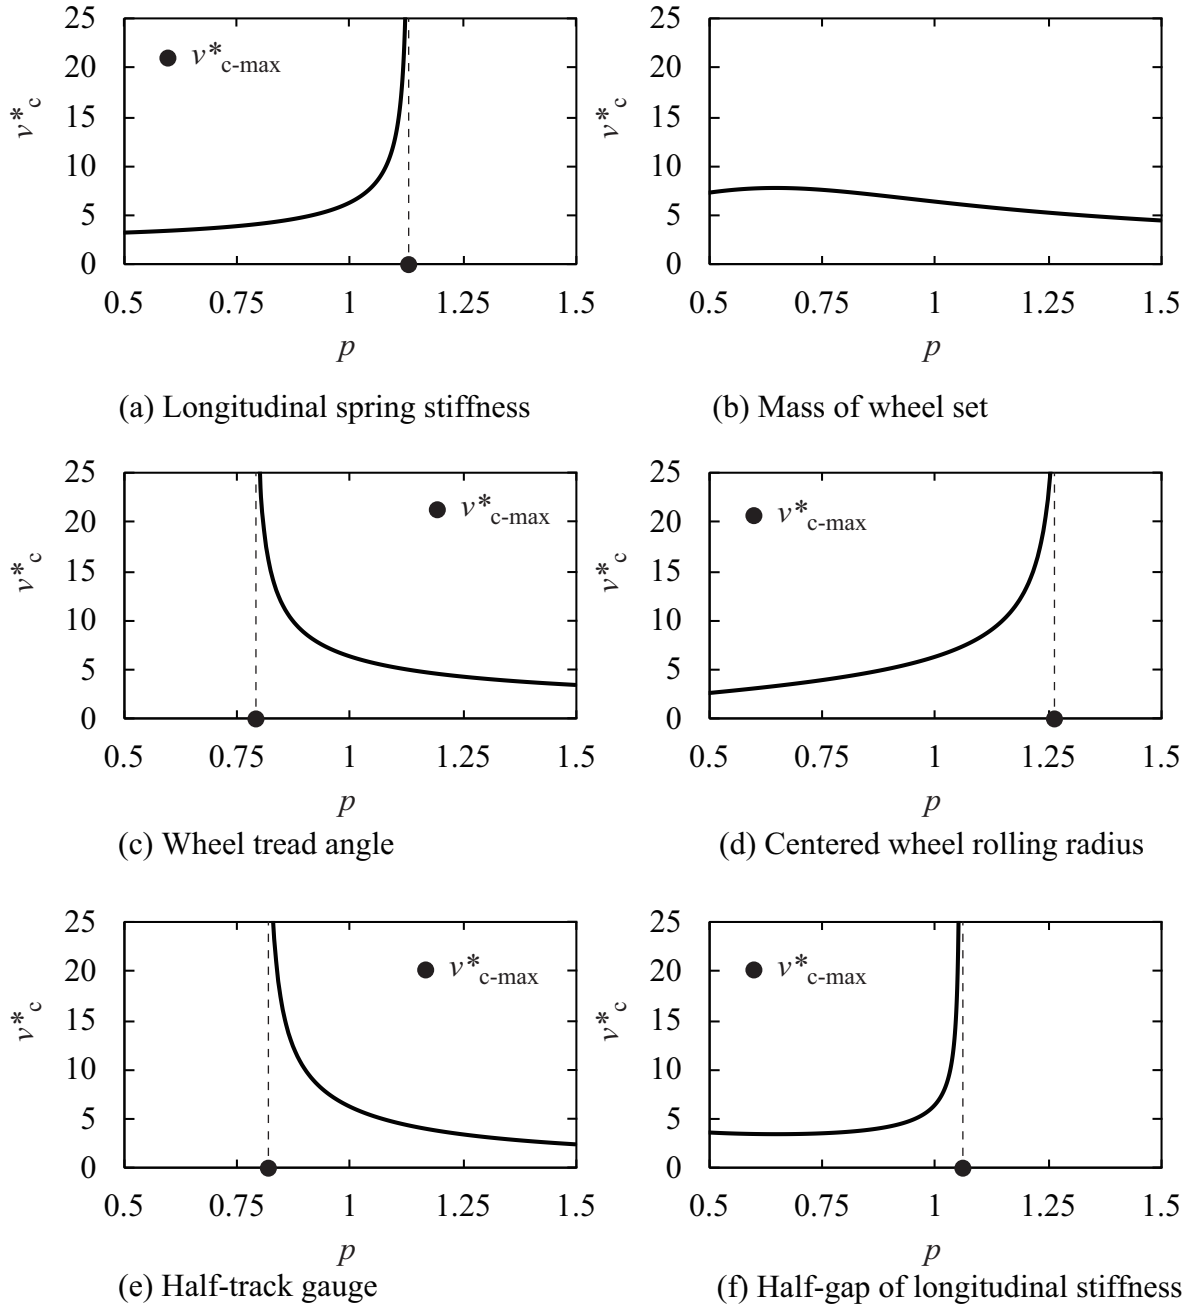 25
20
15
10
5
0
v*c
v*c-max
0.5 0.75 1 1.25 1.5
p
(a) Longitudinal spring stiffness
25
20
15
10
5
0
v*c
0.5 0.75 1 1.25 1.5
p
(b) Mass of wheel set
25
20
15
10
5
0
v*c
v*c-max
0.5 0.75 1 1.25 1.5
p
(c) Wheel tread angle
25
20
15
10
5
0
v*c
v*c-max
0.5 0.75 1 1.25 1.5
p
(d) Centered wheel rolling radius
25
20
15
10
5
0
v*c
v*c-max
0.5 0.75 1 1.25 1.5
p
(e) Half-track gauge
25
20
15
10
5
0
v*c
v*c-max
0.5 0.75 1 1.25 1.5
p
(f) Half-gap of longitudinal stiffness